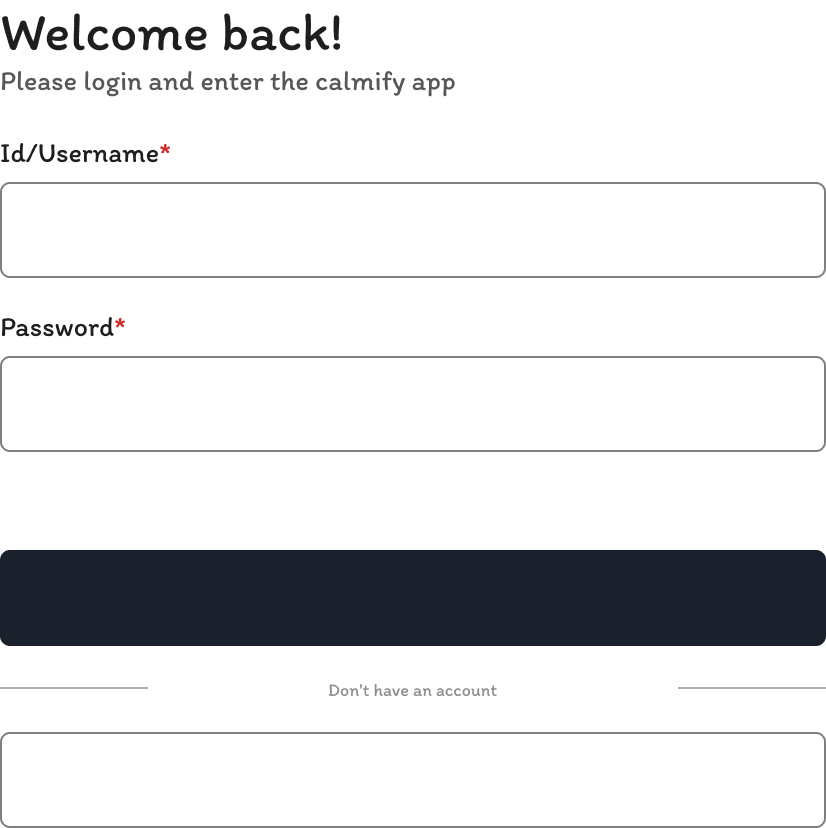 Welcome back!
Please login and enter the calmify app
Id/Username*
Password*
Don't have an account